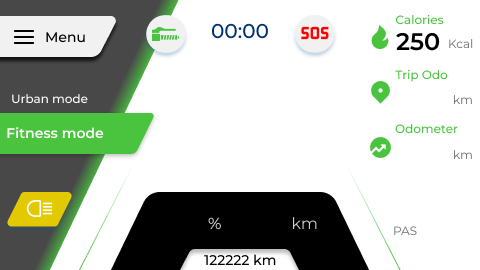 Menu
00:00
SOS
Calories
250 Kcal
Trip Odo
km
Urban mode
Fitness mode
Odometer
km
% km
PAS
122222 km